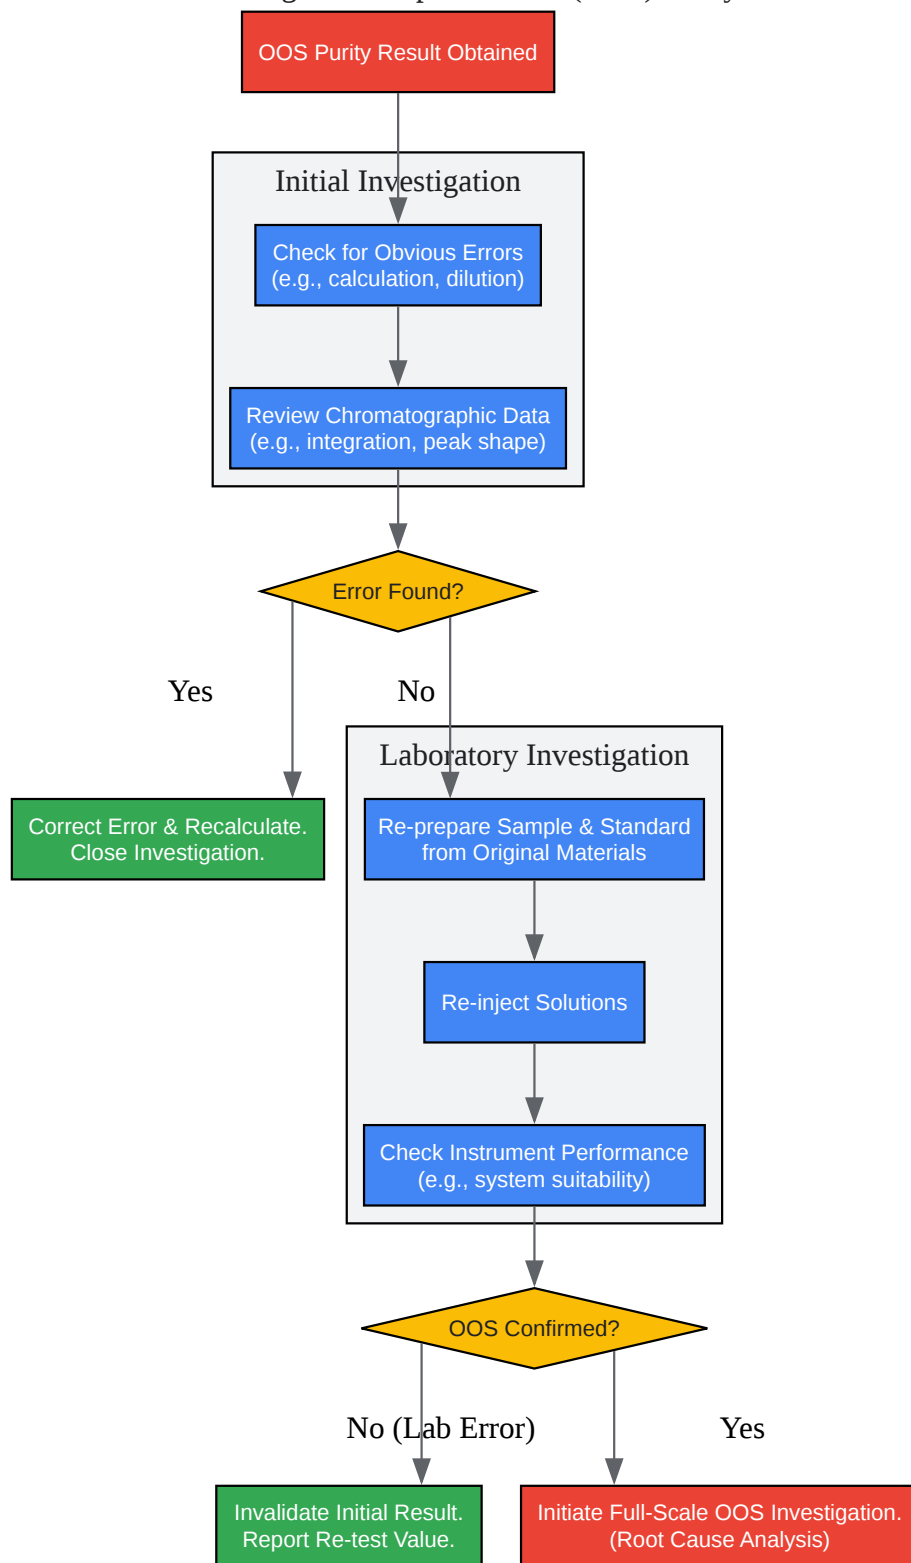 OOS Purity Result Obtained
Initial Investigation
Check for Obvious Errors
(e.g., calculation, dilution)
Review Chromatographic Data
(e.g., integration, peak shape)
Error Found?
Yes
No
Laboratory Investigation
Correct Error & Recalculate.
Close Investigation.
Re-prepare Sample & Standard
from Original Materials
Re-inject Solutions
Check Instrument Performance
(e.g., system suitability)
OOS Confirmed?
No (Lab Error)
Yes
Invalidate Initial Result.
Report Re-test Value.
Initiate Full-Scale OOS Investigation.
(Root Cause Analysis)